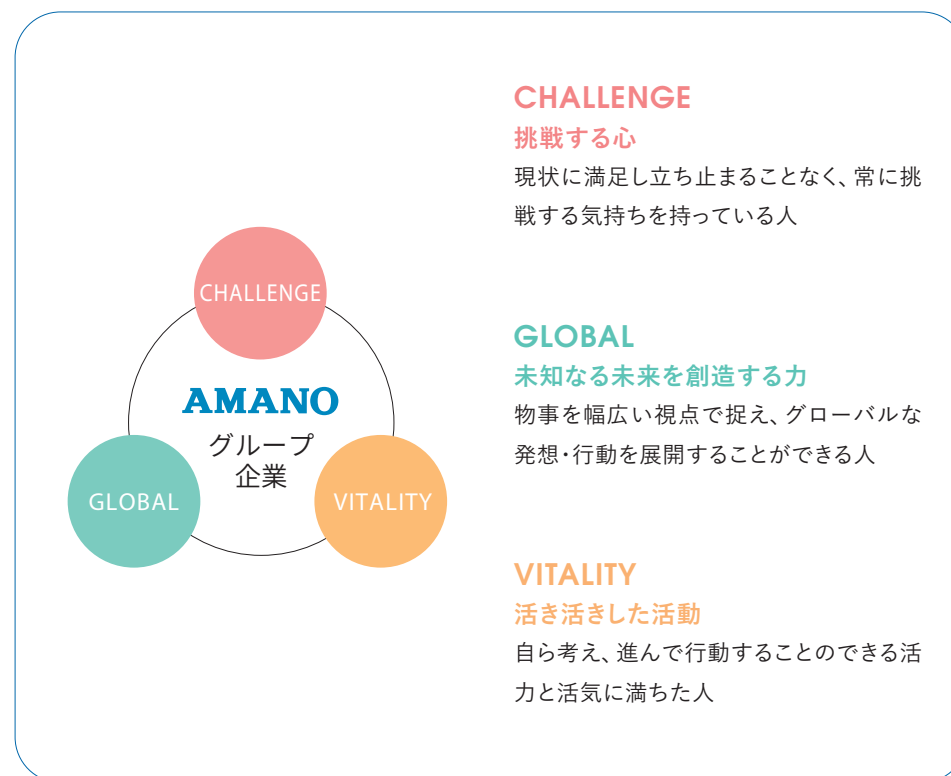 CHALLENGE
AMANO
グループ
企業
GLOBAL
VITALITY
CHALLENGE
挑戦する心
現状に満足し立ち止まることなく、常に挑
戦する気持ちを持っている人
GLOBAL
未知なる未来を創造する力
物事を幅広い視点で捉え、グローバルな
発想・行動を展開することができる人
VITALITY
活き活きした活動
自ら考え、進んで行動することのできる活
力と活気に満ちた人